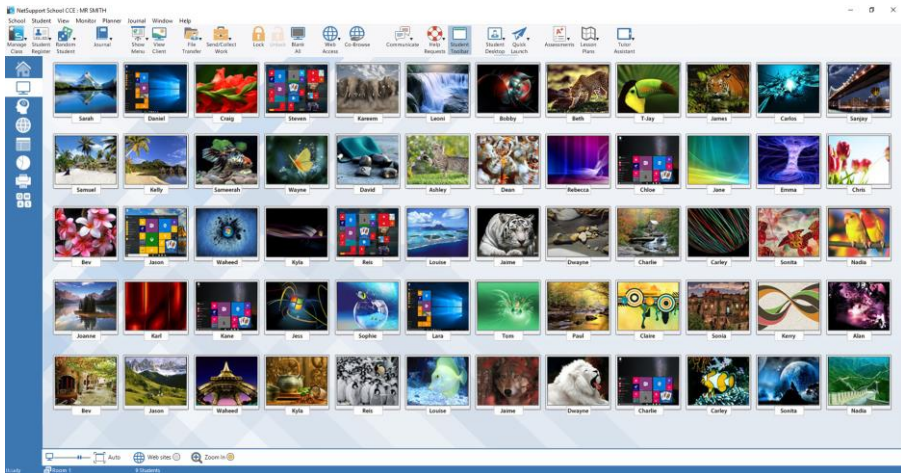 NetSupport School CCE : MR SMITH
School Student View Monitor Planner Journal Window Help
Manage Class
Student Register
Random Student
Journal
Show Menu
View Client
File Transfer
Send/Collect Work
Lock
Unlock
Blank All
Web Access
Co-Browse
Communicate
Help Requests
Student Toolbar
Student Desktop
Quick Launch
Assessments
Lesson Plans
Tutor Assistant
Sarah Daniel Craig Steven Kareem Leoni Bobby Beth T-Jay James Carlos Sanjay
Samuel Kelly Sameerah Wayne David Ashley Dean Rebecca Chloe Jane Emma Chris
Bev Jason Waheed Kyla Reis Louise Jaime Dwayne Charlie Carley Sonita Nadia
Joanne Karl Kane Jess Sophie Lara Tom Paul Claire Sonia Kerry Alan
Bev Jason Waheed Kyla Reis Louise Jaime Dwayne Charlie Carley Sonita Nadia
Auto Web sites Zoom In
Room 1 9 Students